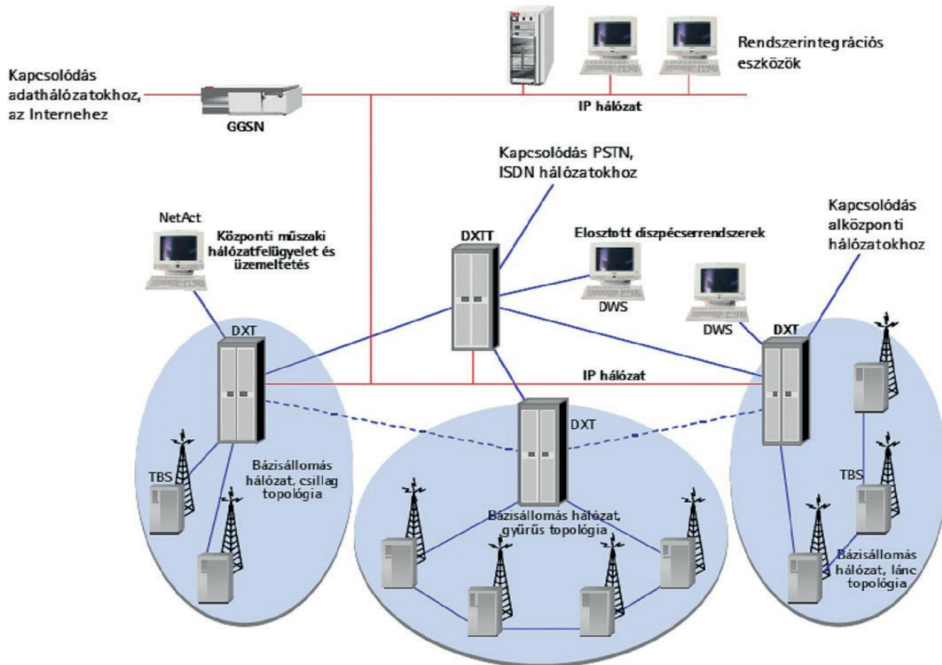 Rendszerintegrációs
eszközök
Kapcsolódás
adathálózatokhoz,
az Internehez
GGSN
IP hálózat
Kapcsolódás PSTN,
ISDN hálózatokhoz
NetAct
Központi műszaki
hálózatfelügyelet és
üzemeltetés
DXTT
Elosztott diszpécserrendszerek
Kapcsolódás
alközponti
hálózatokhoz
DWS
DWS
DXT
DXT
IP hálózat
DXT
TBS
Bázisállomás
hálózat, csillag
topológia
Bázisállomás hálózat,
gyűrűs topológia
TBS
Bázisállomás
hálózat, lánc
topológia